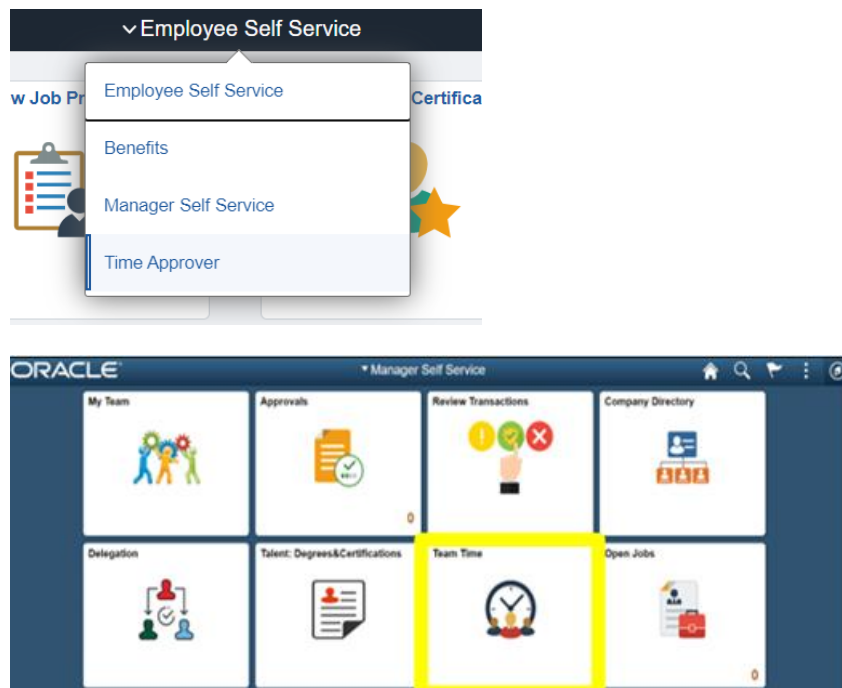 Employee Self Service
w Job Pr
Certifica
Employee Self Service
Benefits
Manager Self Service
Time Approver
ORACLE
Manager Self Service
My Team
Approvals
Review Transactions
Company Directory
0
Delegation
Talent: Degrees&Certifications
Team Time
Open Jobs
0